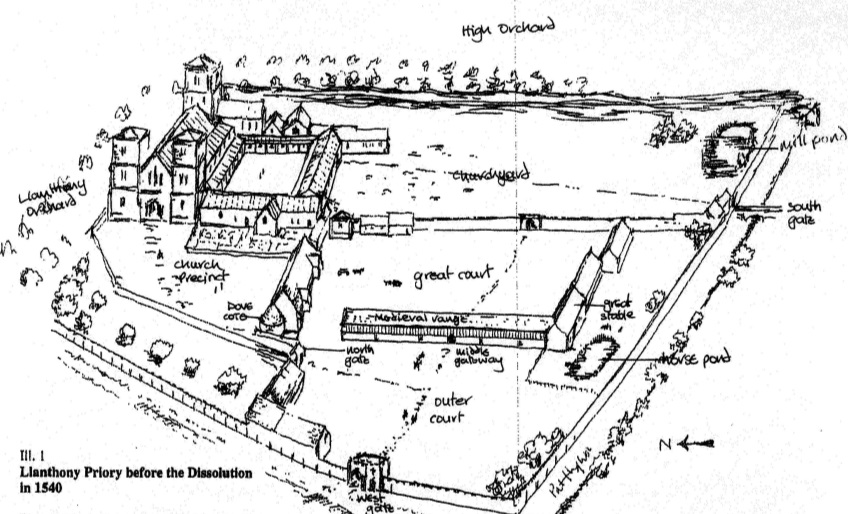 High Orchard
mill pond
Llanthony
Orchard
churchyard
south
gate
church
precinct
great court
Dove
cote
Medieval range
great
stable
north
gate
middle
gateway
horse pond
outer
court
N
Ill. 1
Llanthony Priory before the Dissolution
in 1540
West
gate